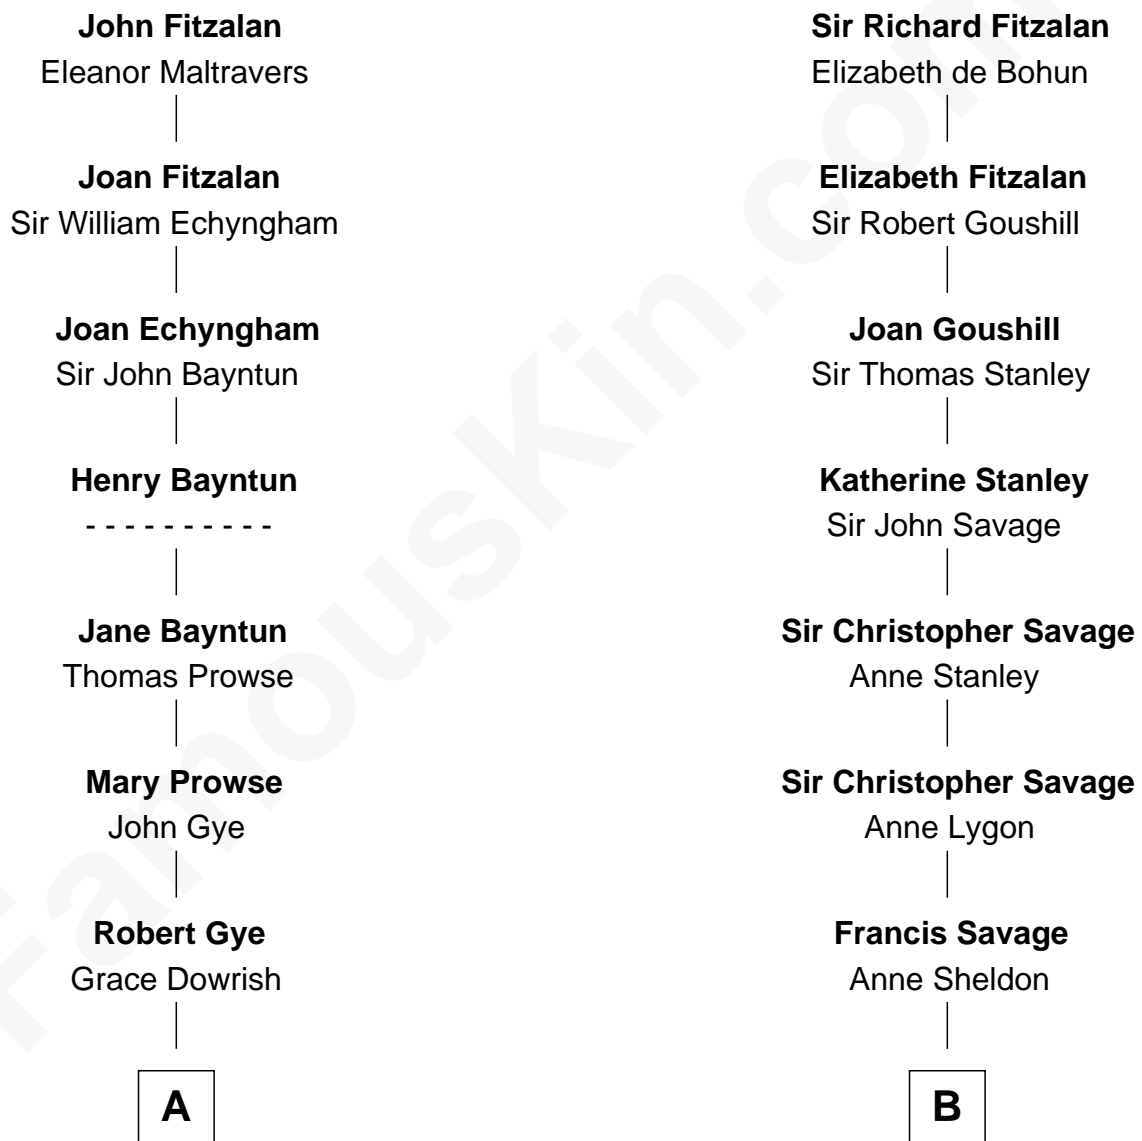 John Fitzalan
Eleanor Maltravers
Joan Fitzalan
Sir William Echyngham
Joan Echyngham
Sir John Bayntun
Henry Bayntun
- - - - - - - - - -
Jane Bayntun
Thomas Prowse
Mary Prowse
John Gye
Robert Gye
Grace Dowrish
A
Sir Richard Fitzalan
Elizabeth de Bohun
Elizabeth Fitzalan
Sir Robert Goushill
Joan Goushill
Sir Thomas Stanley
Katherine Stanley
Sir John Savage
Sir Christopher Savage
Anne Stanley
Sir Christopher Savage
Anne Lygon
Francis Savage
Anne Sheldon
B
FamousKin.com